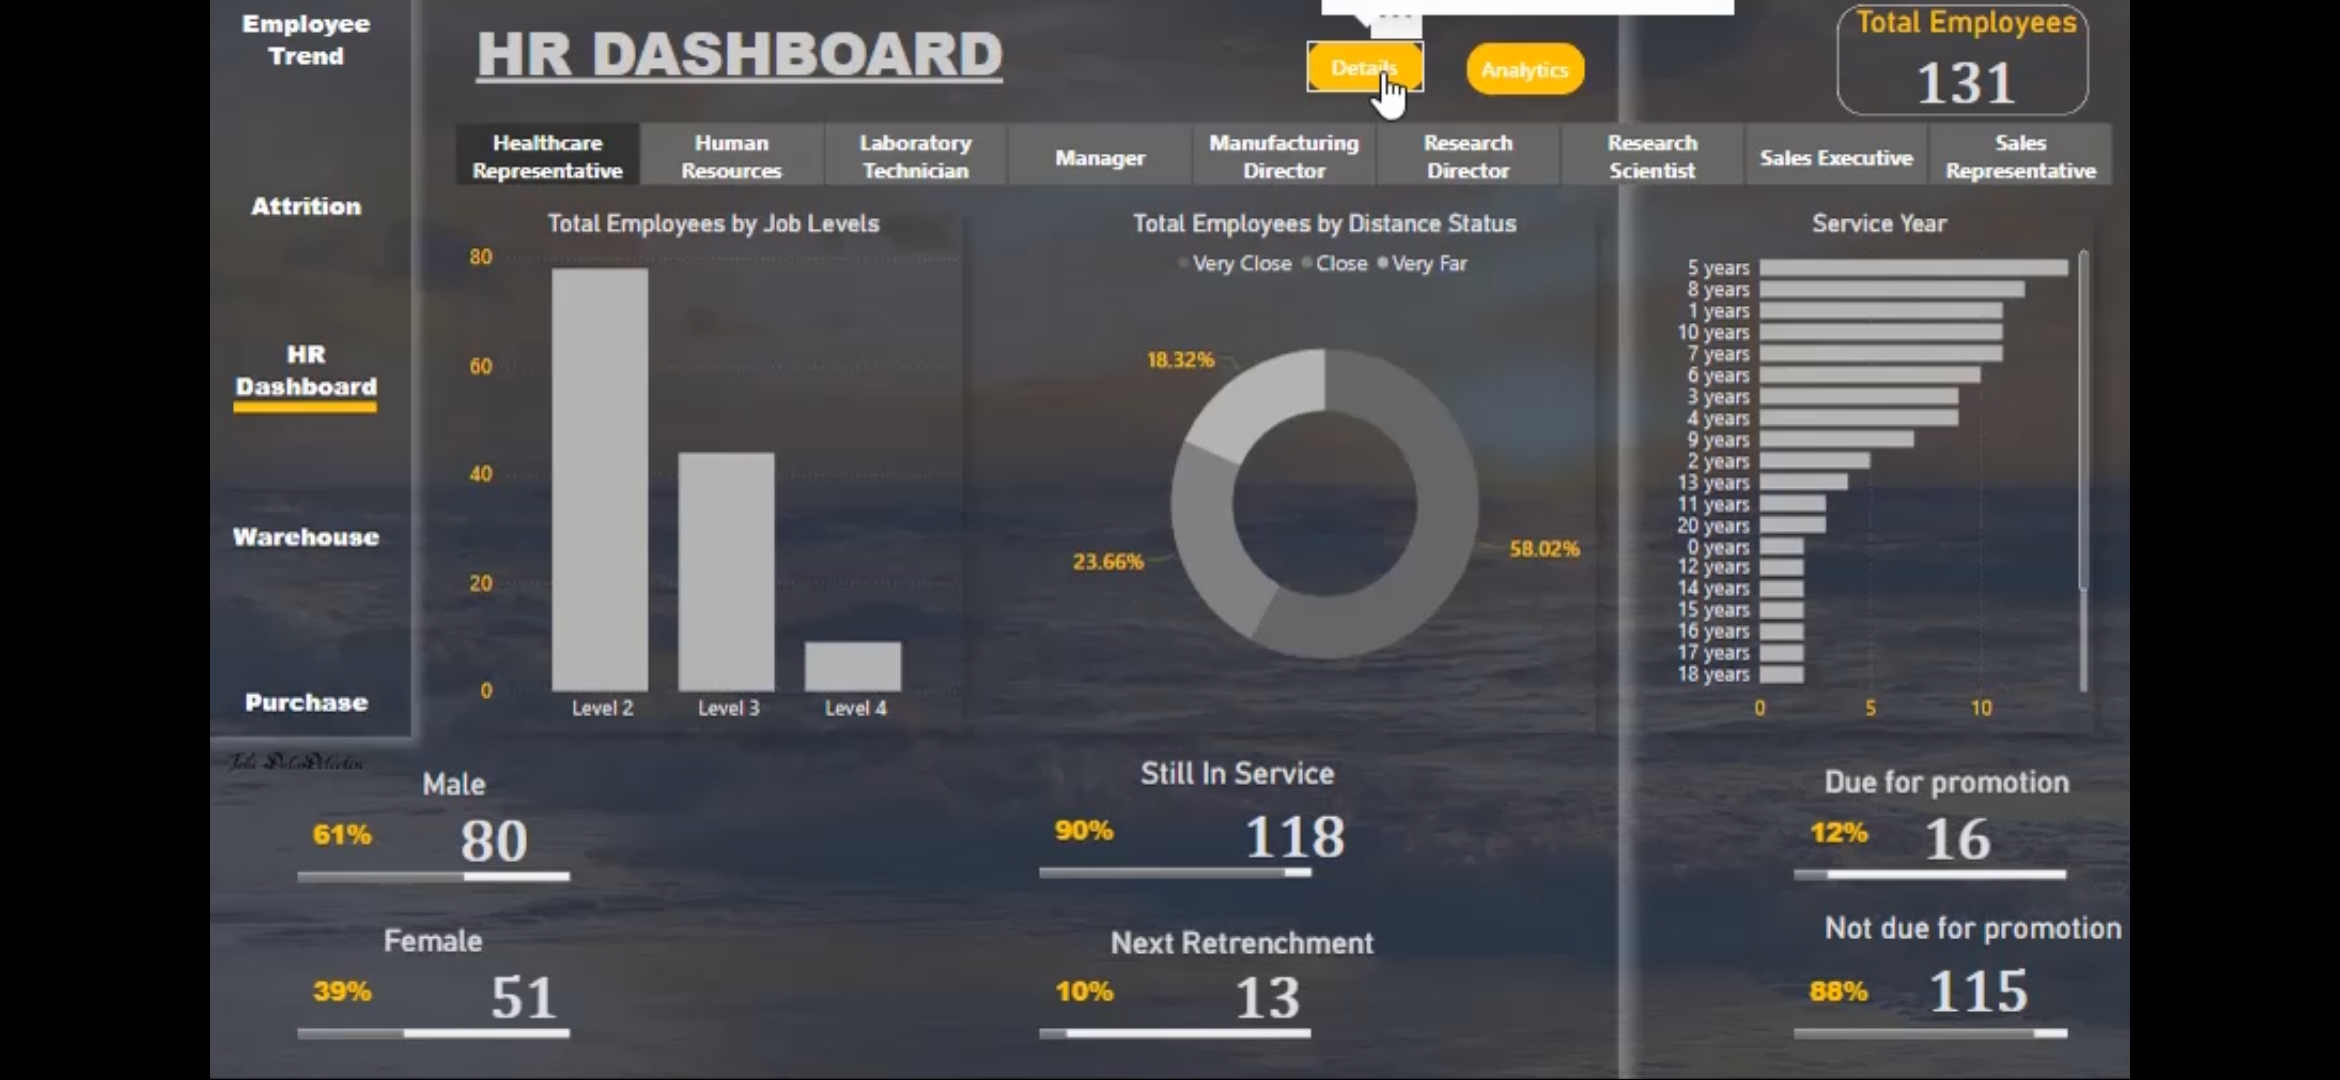 Employee
Trend
Attrition
HR
Dashboard
Warehouse
Purchase
HR DASHBOARD
Details
Analytics
Total Employees
131
Healthcare
Representative
Human
Resources
Laboratory
Technician
Manager
Manufacturing
Director
Research
Director
Research
Scientist
Sales Executive
Sales
Representative
Total Employees by Job Levels
80
60
40
20
0
Level 2
Level 3
Level 4
Total Employees by Distance Status
Very Close
Close
Very Far
18.32%
23.66%
58.02%
Service Year
5 years
8 years
1 years
10 years
7 years
6 years
3 years
4 years
9 years
2 years
13 years
11 years
20 years
0 years
12 years
14 years
15 years
16 years
17 years
18 years
0
5
10
Male
61%
80
Female
39%
51
Still In Service
90%
118
Next Retrenchment
10%
13
Due for promotion
12%
16
Not due for promotion
88%
115